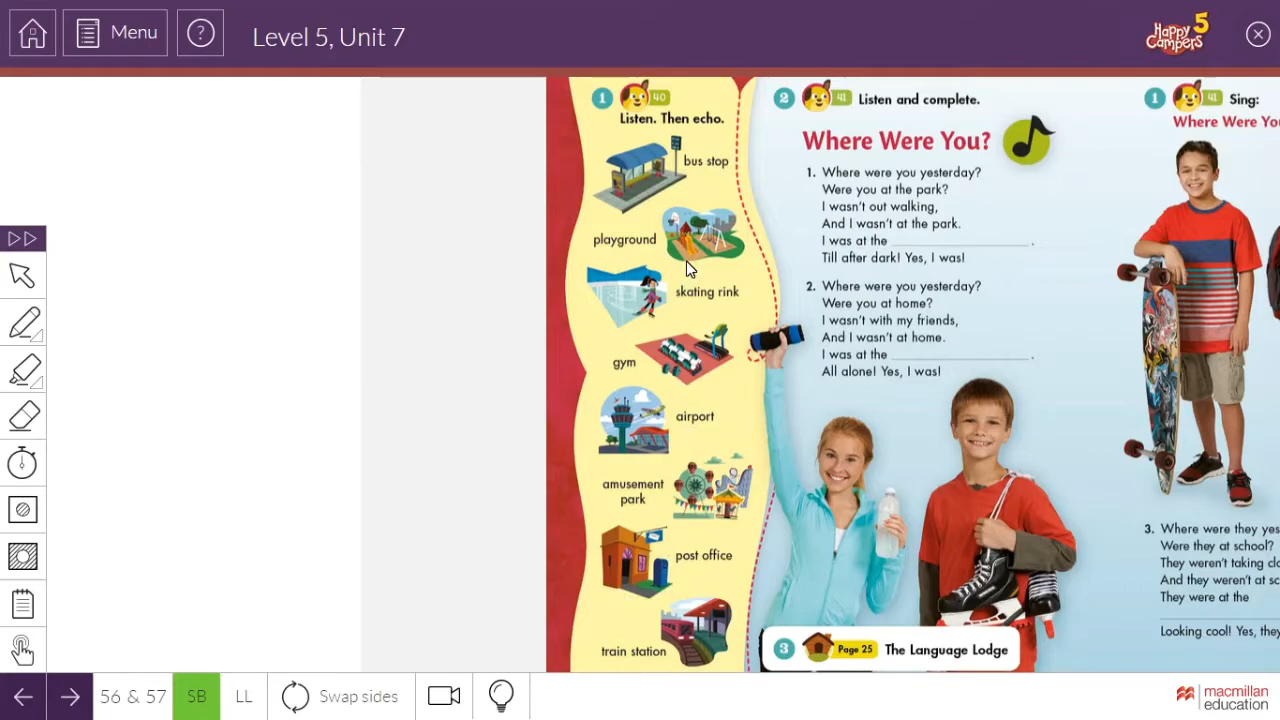 Menu
?
Level 5, Unit 7
Happy Campers 5
1 40
Listen. Then echo.
bus stop
playground
skating rink
gym
airport
amusement
park
post office
train station
2 41 Listen and complete.
Where Were You?
1. Where were you yesterday?
Were you at the park?
I wasn't out walking,
And I wasn't at the park.
I was at the ____________________ .
Till after dark! Yes, I was!
2. Where were you yesterday?
Were you at home?
I wasn't with my friends,
And I wasn't at home.
I was at the ____________________ .
All alone! Yes, I was!
3 Page 25 The Language Lodge
1 41 Sing:
Where Were You
3. Where were they yes
Were they at school?
They weren't taking cl
And they weren't at sc
They were at the
Looking cool! Yes, they
56 & 57
SB
LL
Swap sides
macmillan
education